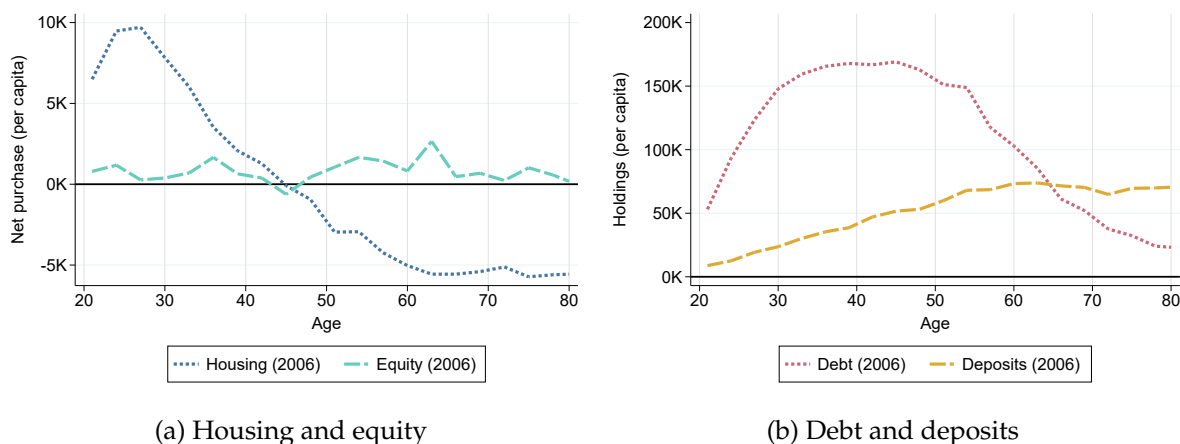 Net purchase (per capita)
10K
5K
0K
-5K
20 30 40 50 60 70 80
Age
Housing (2006) Equity (2006)
(a) Housing and equity
Holdings (per capita)
200K
150K
100K
50K
0K
20 30 40 50 60 70 80
Age
Debt (2006) Deposits (2006)
(b) Debt and deposits